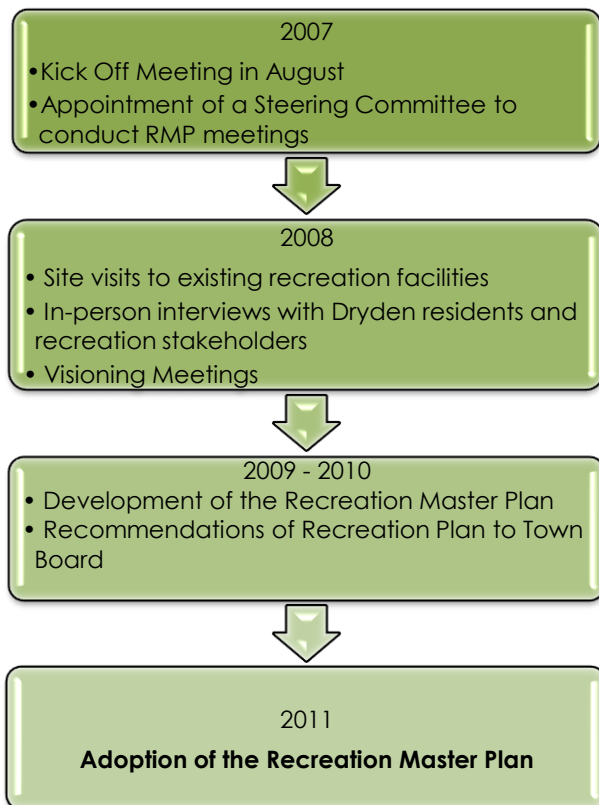 2007
•Kick Off Meeting in August
•Appointment of a Steering Committee to
conduct RMP meetings
2008
• Site visits to existing recreation facilities
• In-person interviews with Dryden residents and
recreation stakeholders
• Visioning Meetings
2009 - 2010
• Development of the Recreation Master Plan
• Recommendations of Recreation Plan to Town
Board
2011
Adoption of the Recreation Master Plan